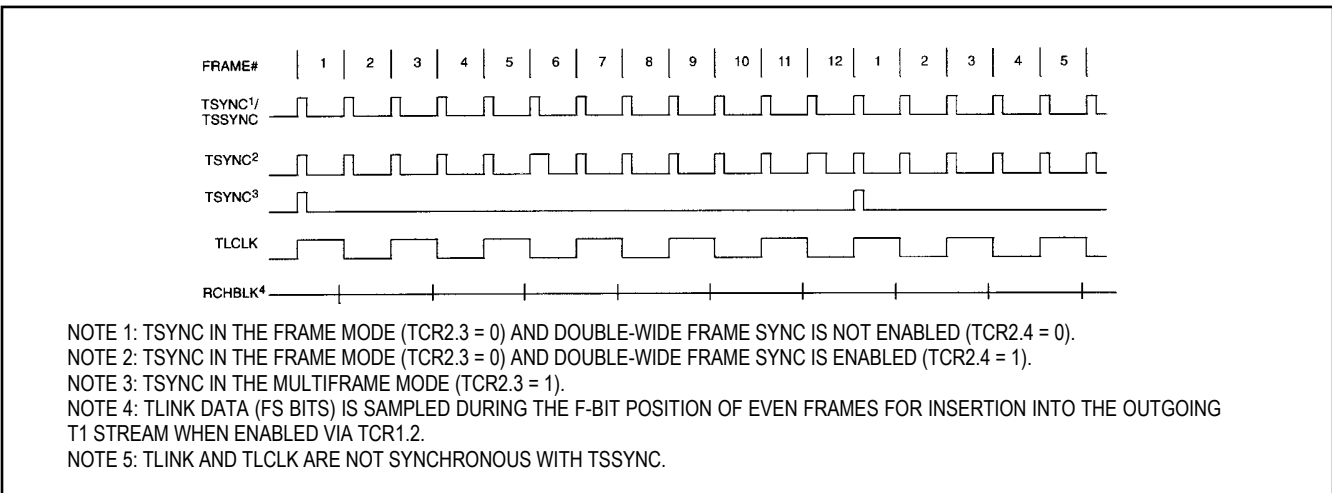 FRAME# 1 2 3 4 5 6 7 8 9 10 11 12 1 2 3 4 5
TSYNC1/
TSSYNC
TSYNC2
TSYNC3
TLCLK
RCHBLK4
NOTE 1: TSYNC IN THE FRAME MODE (TCR2.3 = 0) AND DOUBLE-WIDE FRAME SYNC IS NOT ENABLED (TCR2.4 = 0).
NOTE 2: TSYNC IN THE FRAME MODE (TCR2.3 = 0) AND DOUBLE-WIDE FRAME SYNC IS ENABLED (TCR2.4 = 1).
NOTE 3: TSYNC IN THE MULTIFRAME MODE (TCR2.3 = 1).
NOTE 4: TLINK DATA (FS BITS) IS SAMPLED DURING THE F-BIT POSITION OF EVEN FRAMES FOR INSERTION INTO THE OUTGOING
T1 STREAM WHEN ENABLED VIA TCR1.2.
NOTE 5: TLINK AND TLCLK ARE NOT SYNCHRONOUS WITH TSSYNC.